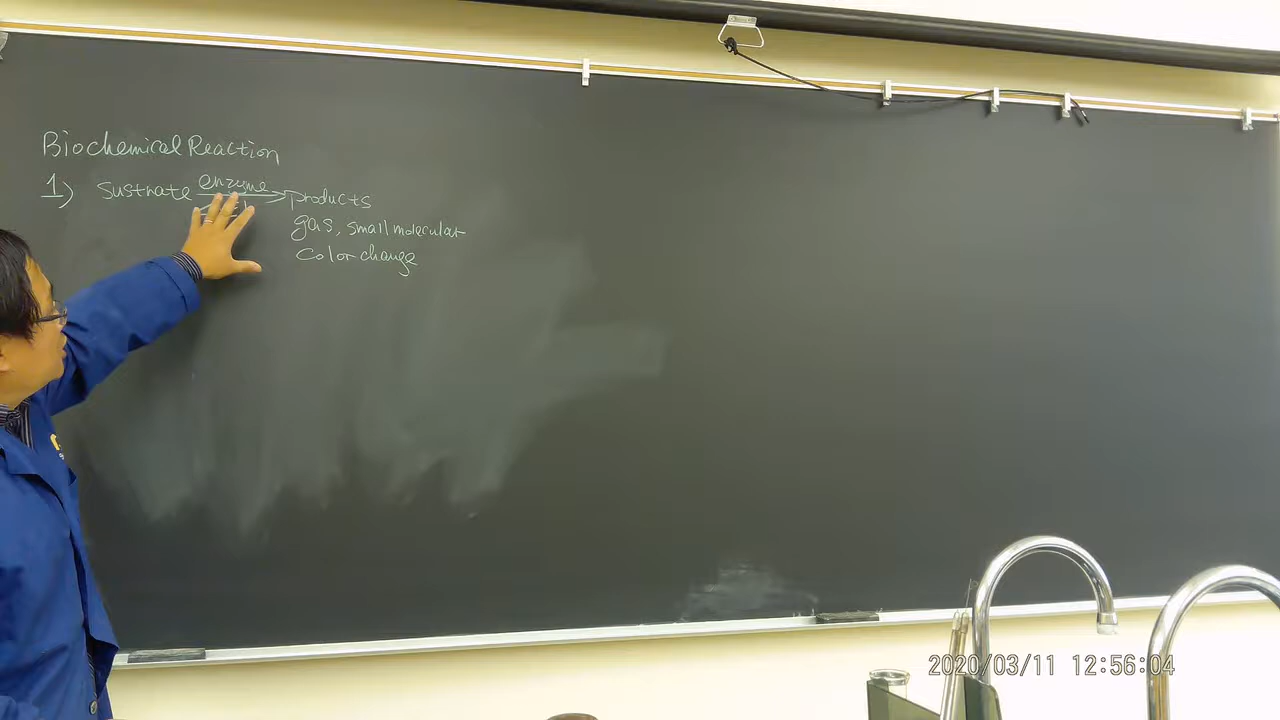 Biochemical Reaction
enzyme
1) Sustrate → products
gas, small molecular
color change
2020/03/11 12:56:04